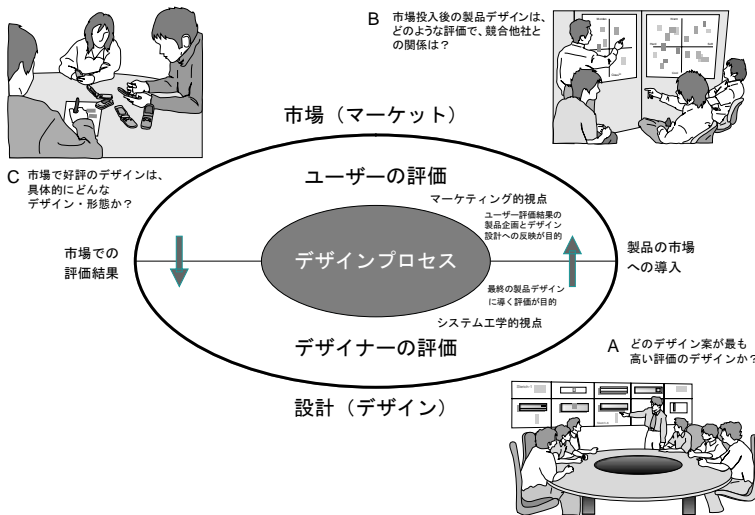 B 市場投入後の製品デザインは、
どのような評価で、競合他社と
の関係は？
市場（マーケット）
C 市場で好評のデザインは、
具体的にどんな
デザイン・形態か？
ユーザーの評価
マーケティング的視点
ユーザー評価結果の
製品企画とデザイン
設計への反映が目的
市場での
評価結果
デザインプロセス
製品の市場
への導入
最終の製品デザイン
に導く評価が目的
システム工学的視点
デザイナーの評価
A どのデザイン案が最も
高い評価のデザインか？
設計（デザイン）